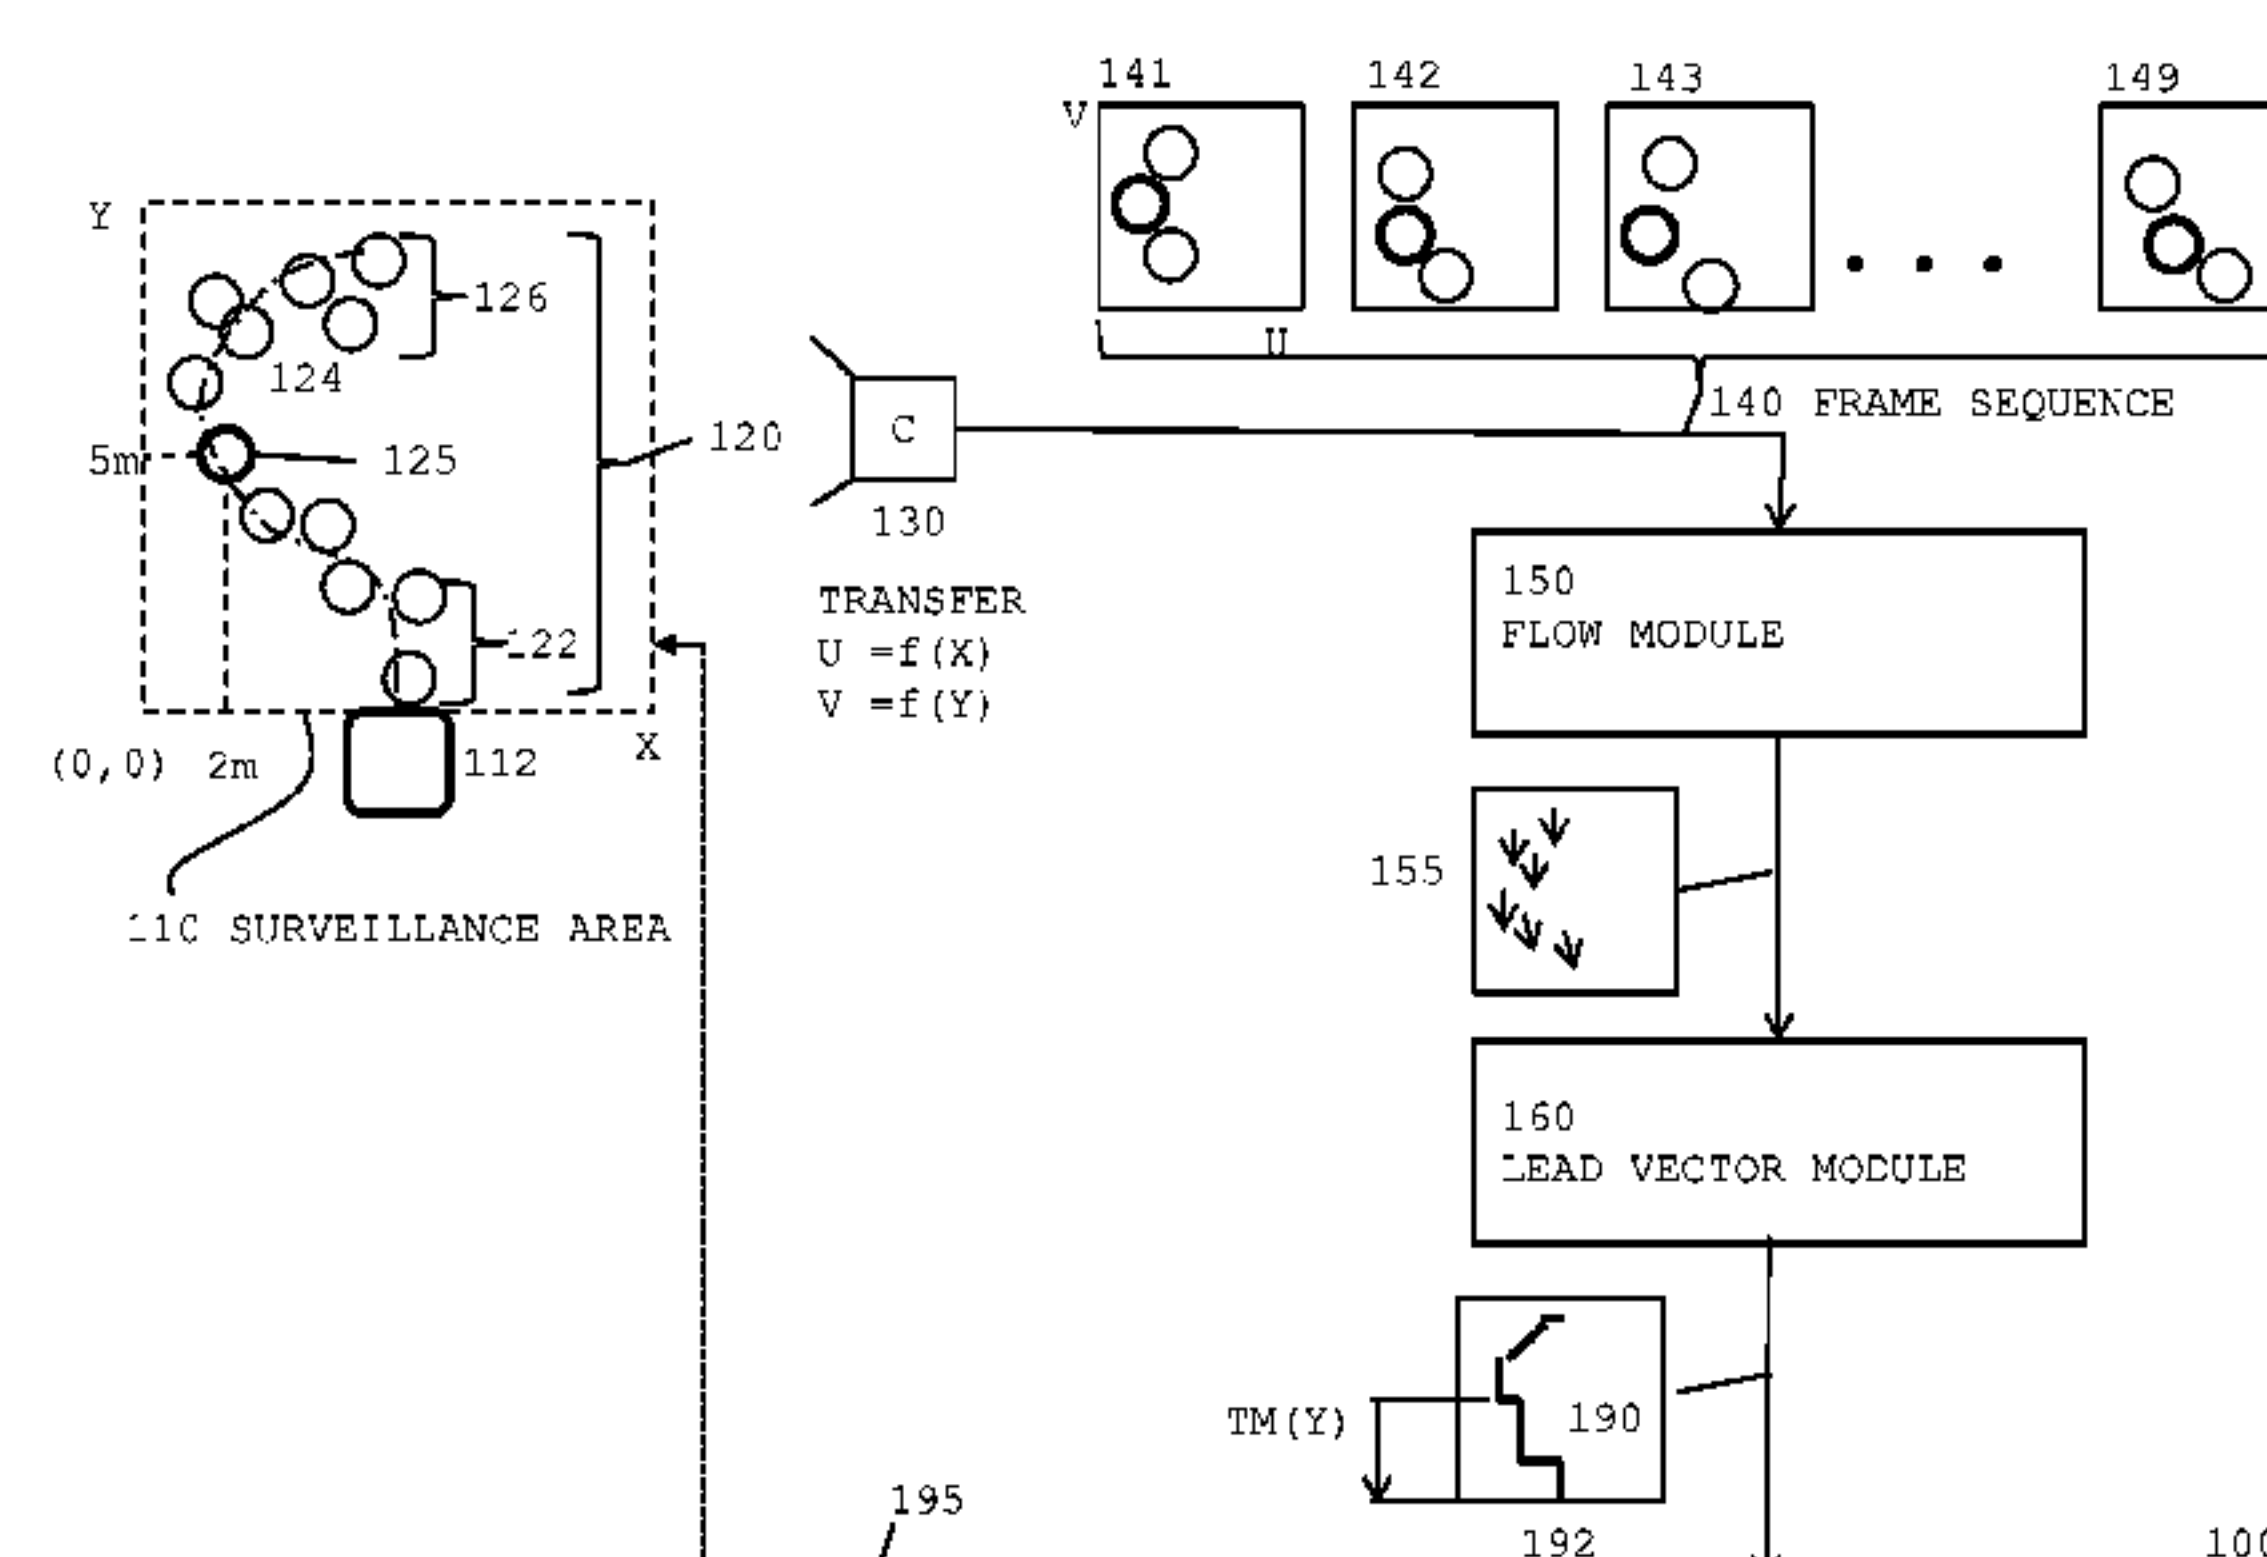 141
142
143
149
V
Y
126
124
U
140 FRAME SEQUENCE
C
120
5m
125
130
150
FLOW MODULE
TRANSFER
U =f(X)
V =f(Y)
122
X
(0,0)
2m
112
155
110 SURVEILLANCE AREA
160
LEAD VECTOR MODULE
TM(Y)
190
195
192